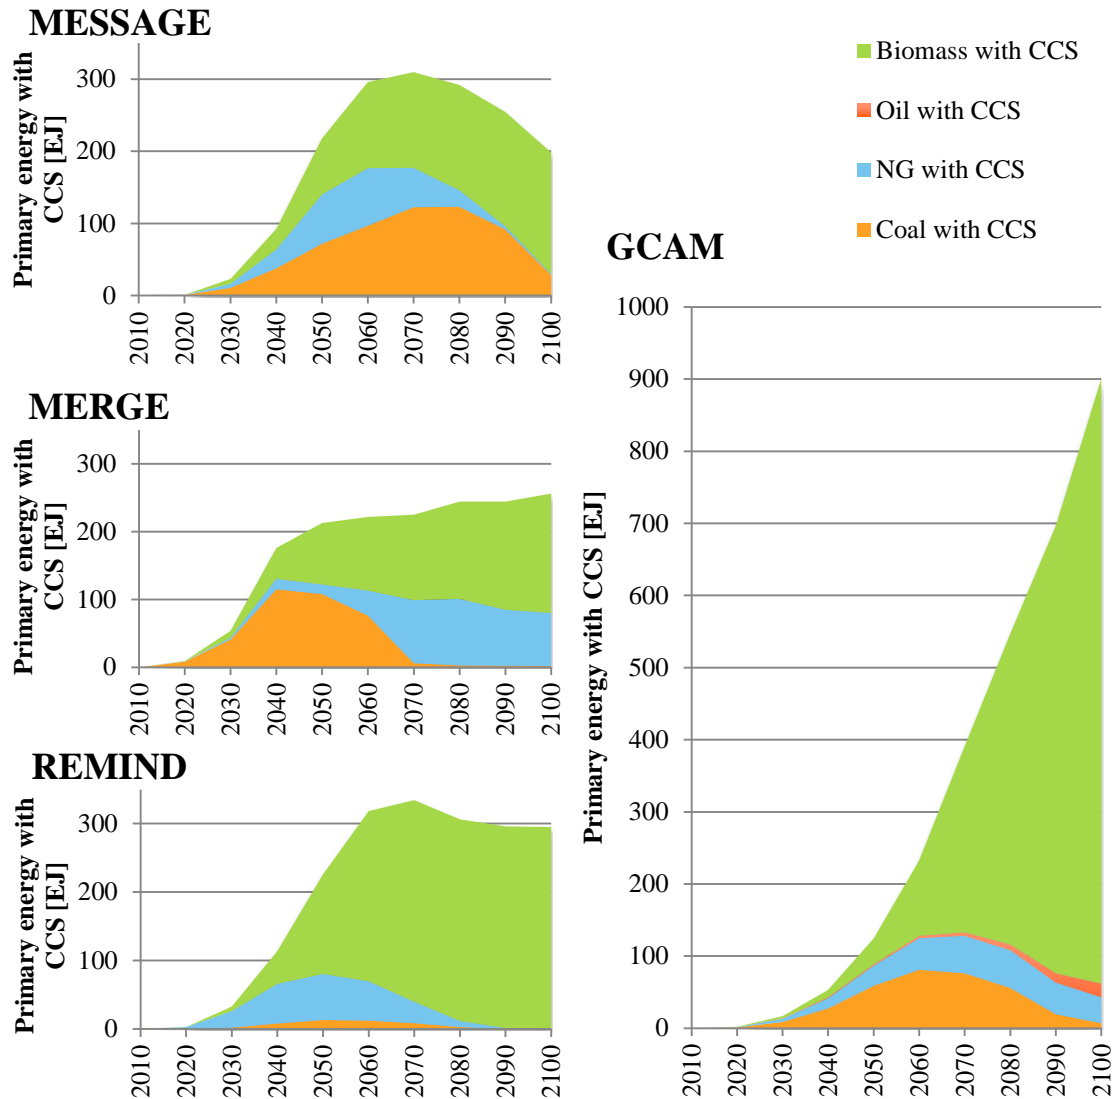 MESSAGE
Primary energy with
CCS [EJ]
300
200
100
0
2010 2020 2030 2040 2050 2060 2070 2080 2090 2100
MERGE
Primary energy with
CCS [EJ]
300
200
100
0
2010 2020 2030 2040 2050 2060 2070 2080 2090 2100
REMIND
Primary energy with
CCS [EJ]
300
200
100
0
2010 2020 2030 2040 2050 2060 2070 2080 2090 2100
Biomass with CCS
Oil with CCS
NG with CCS
Coal with CCS
GCAM
Primary energy with CCS [EJ]
1000
900
800
700
600
500
400
300
200
100
0
2010 2020 2030 2040 2050 2060 2070 2080 2090 2100